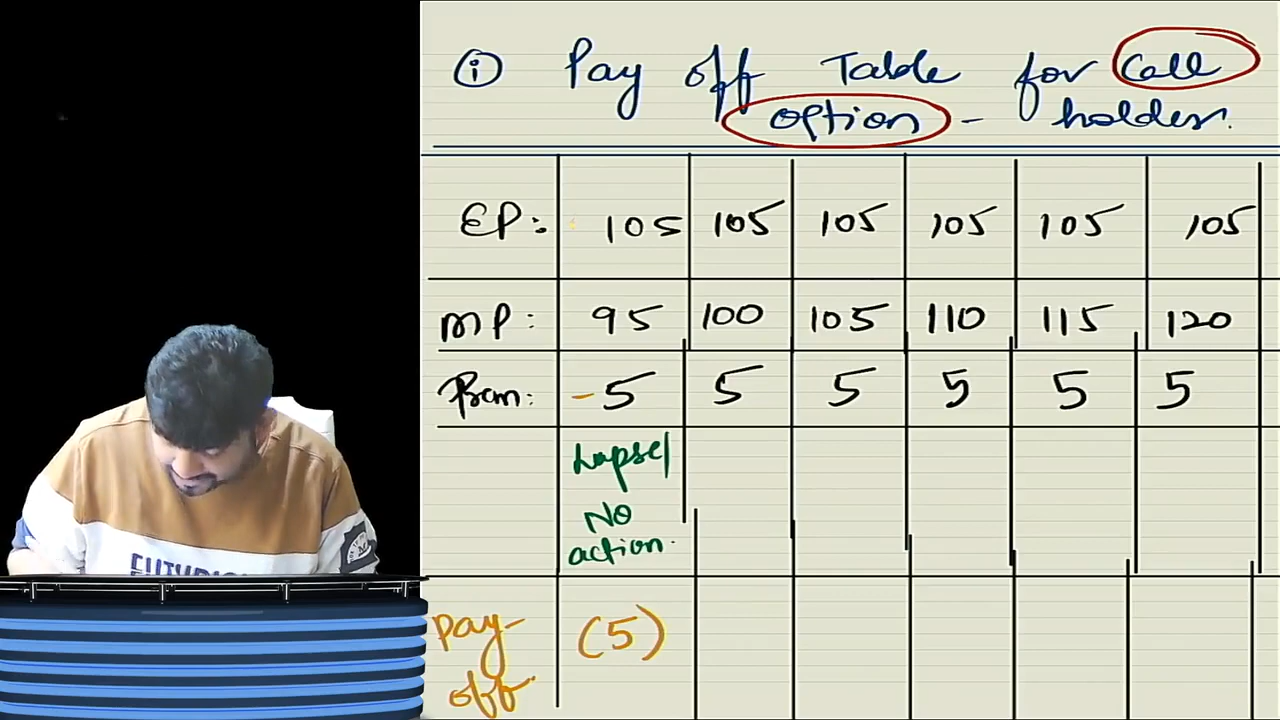 (i) Pay off Table for Call
option - holder.
EP: 105 105 105 105 105 105
MP: 95 100 105 110 115 120
Prem: -5 5 5 5 5 5
Lapse/
No
action.
Pay-
off. (5)